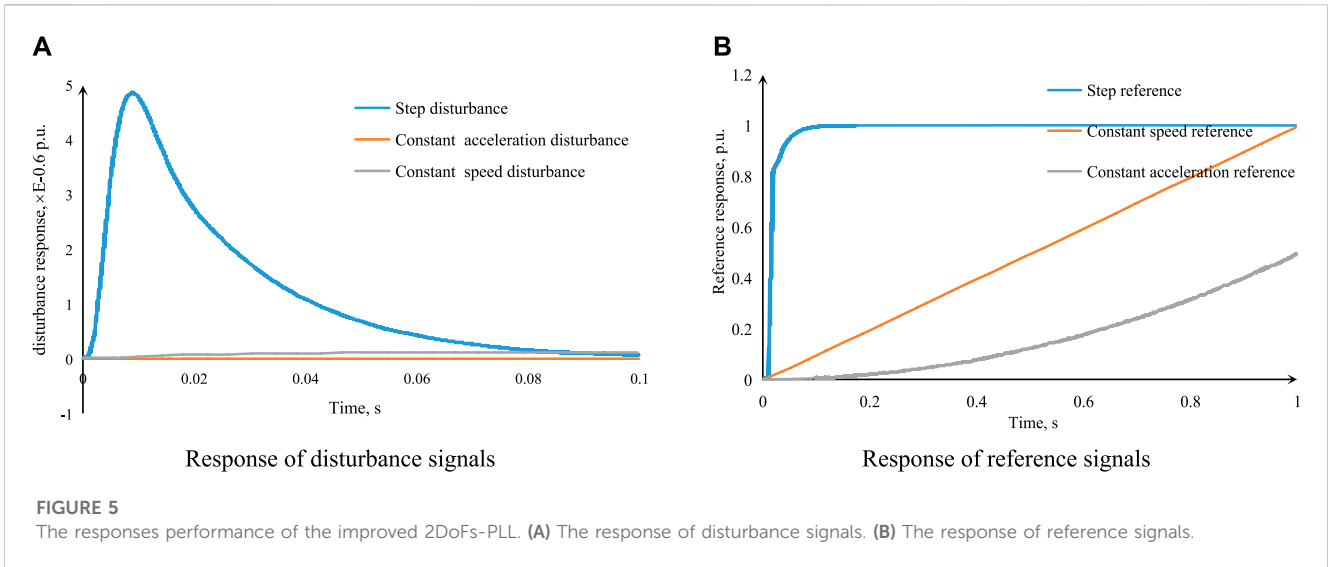 A
disturbance response, ×E-0.6 p.u.
5
4
3
2
1
0
-1
0
0.02
0.04
0.06
0.08
0.1
Time, s
Step disturbance
Constant acceleration disturbance
Constant speed disturbance
Response of disturbance signals
B
Reference response, p.u.
1.2
1
0.8
0.6
0.4
0.2
0
0
0.2
0.4
0.6
0.8
1
Time, s
Step reference
Constant speed reference
Constant acceleration reference
Response of reference signals
FIGURE 5
The responses performance of the improved 2DoFs-PLL. (A) The response of disturbance signals. (B) The response of reference signals.